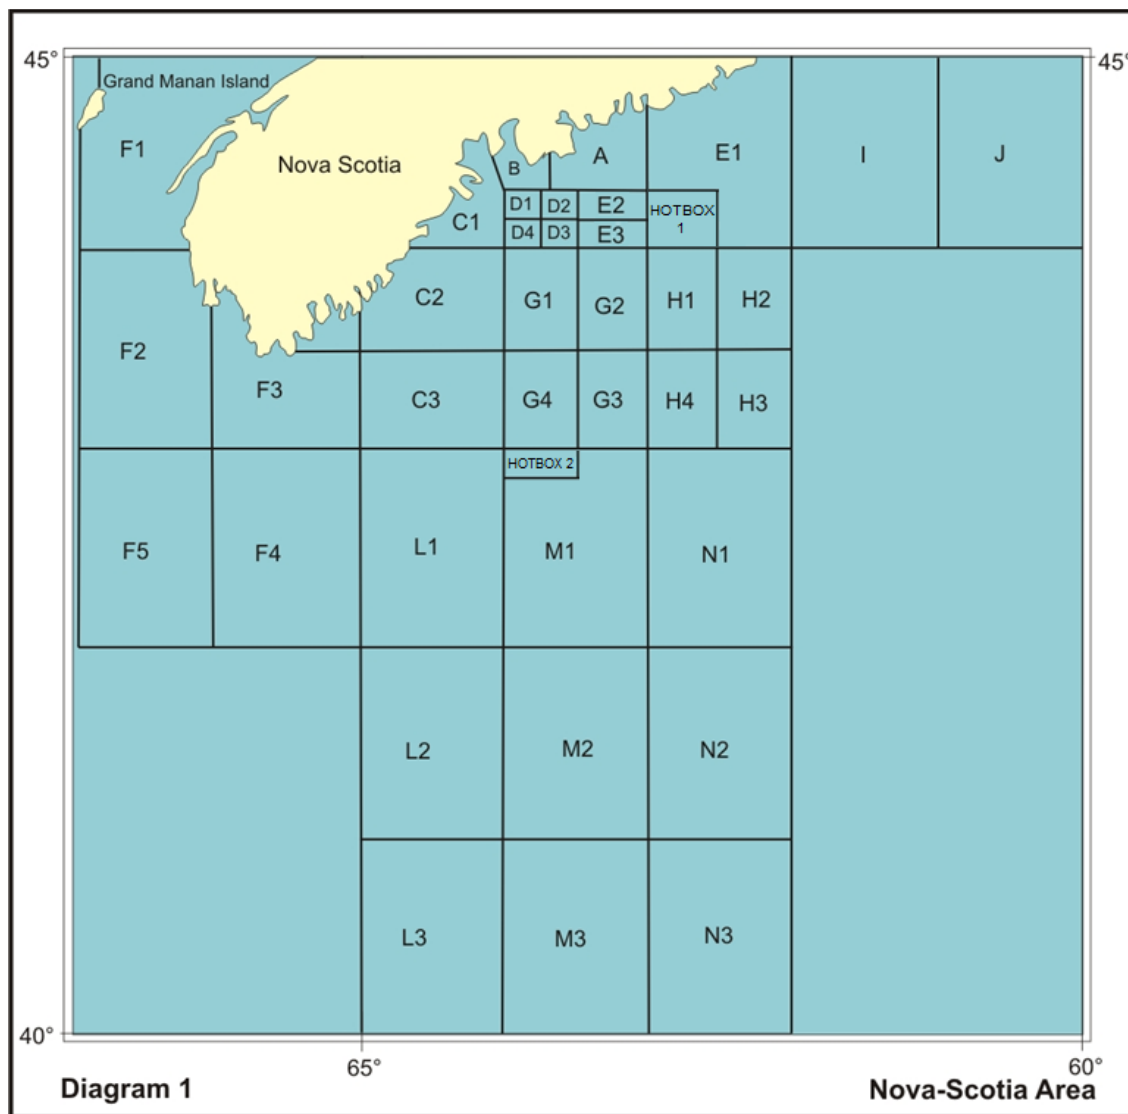 45°
45°
Grand Manan Island
F1
Nova Scotia
B
A
E1
I
J
C1
D1
D2
E2
HOTBOX
1
D4
D3
E3
C2
G1
G2
H1
H2
F2
F3
C3
G4
G3
H4
H3
HOTBOX 2
F5
F4
L1
M1
N1
L2
M2
N2
L3
M3
N3
40°
65°
60°
Diagram 1
Nova-Scotia Area